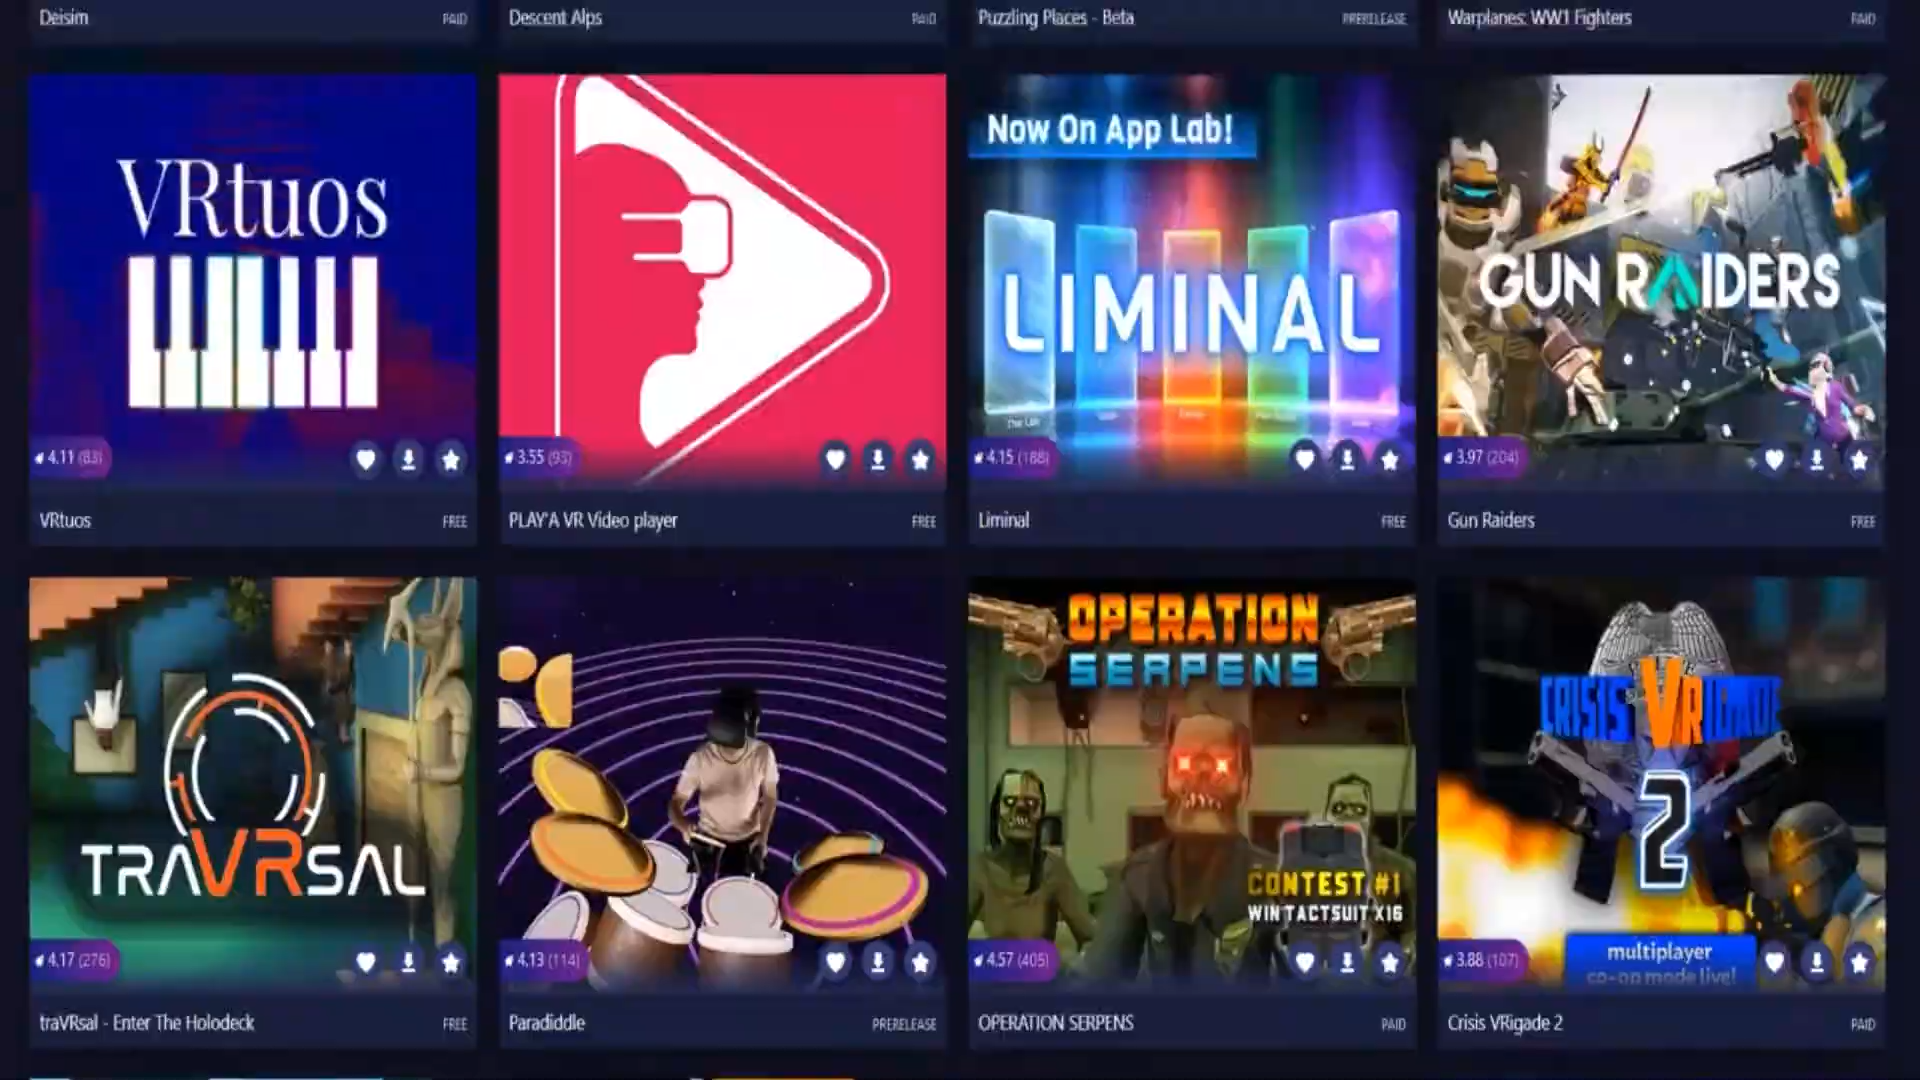 Deisim PAID
Descent Alps PAID
Puzzling Places - Beta PRERELEASE
Warplanes: WW1 Fighters PAID
VRtuos
4.11 (83)
VRtuos FREE
3.55 (93)
PLAY'A VR Video player FREE
Now On App Lab!
LIMINAL
4.15 (188)
Liminal FREE
GUN RAIDERS
3.97 (204)
Gun Raiders FREE
TRAVRSAL
4.17 (276)
traVRsal - Enter The Holodeck FREE
4.13 (114)
Paradiddle PRERELEASE
OPERATION
SERPENS
CONTEST #1
WIN TACTSUIT X16
4.57 (405)
OPERATION SERPENS PAID
CRISIS VRIGADE
2
multiplayer
co-op mode live!
3.88 (107)
Crisis VRigade 2 PAID